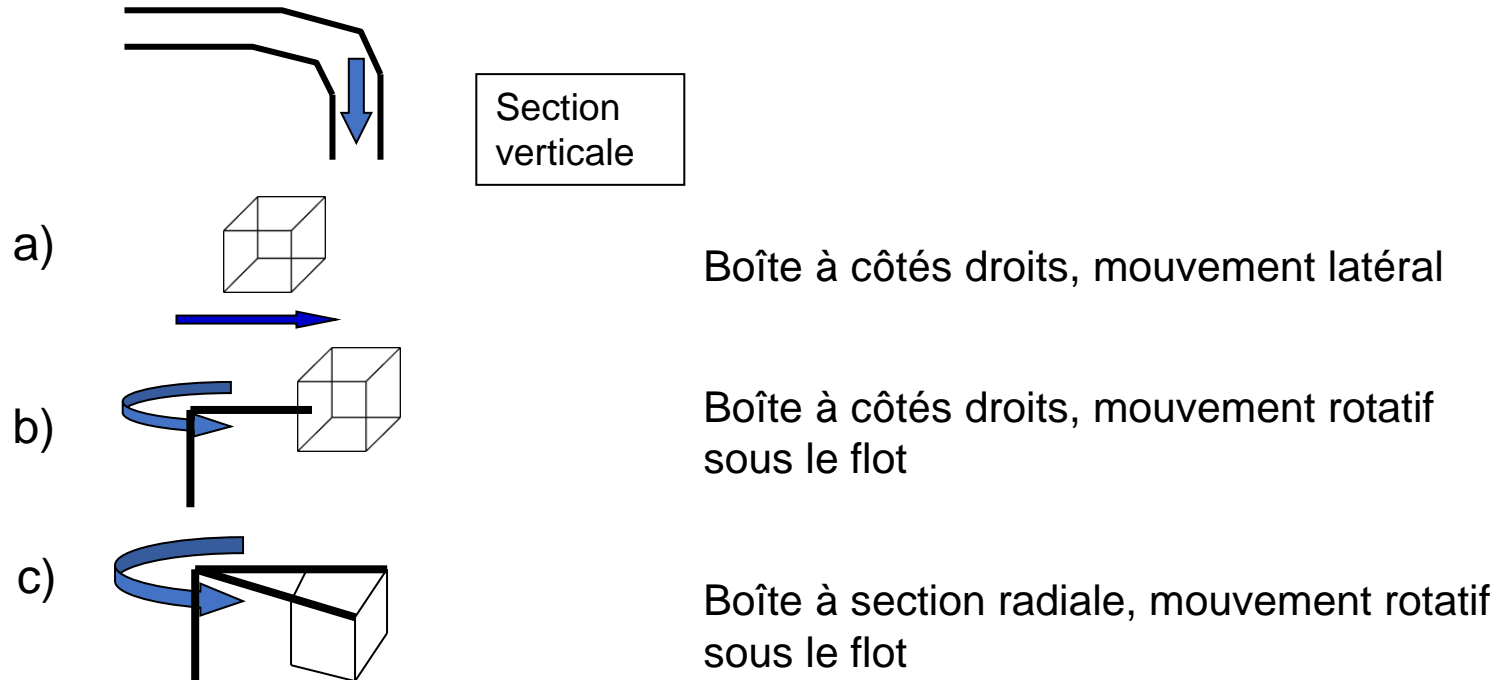 Section
verticale
a)
Boîte à côtés droits, mouvement latéral
b)
Boîte à côtés droits, mouvement rotatif
sous le flot
c)
Boîte à section radiale, mouvement rotatif
sous le flot